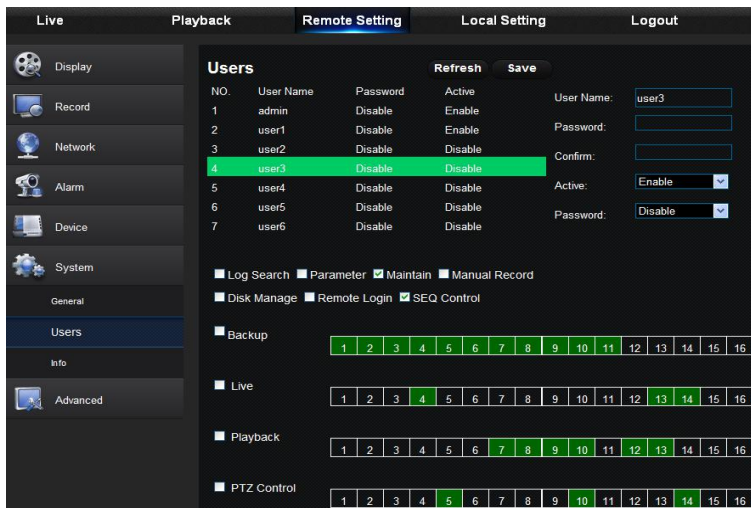 Live Playback Remote Setting Local Setting Logout
Display
Record
Network
Alarm
Device
System
General
Users
Info
Advanced
Users Refresh Save
NO. User Name Password Active
1 admin Disable Enable
2 user1 Disable Enable
3 user2 Disable Disable
4 user3 Disable Disable
5 user4 Disable Disable
6 user5 Disable Disable
7 user6 Disable Disable
User Name: user3
Password:
Confirm:
Active: Enable
Password: Disable
Log Search Parameter Maintain Manual Record
Disk Manage Remote Login SEQ Control
Backup
1 2 3 4 5 6 7 8 9 10 11 12 13 14 15 16
Live
1 2 3 4 5 6 7 8 9 10 11 12 13 14 15 16
Playback
1 2 3 4 5 6 7 8 9 10 11 12 13 14 15 16
PTZ Control
1 2 3 4 5 6 7 8 9 10 11 12 13 14 15 16